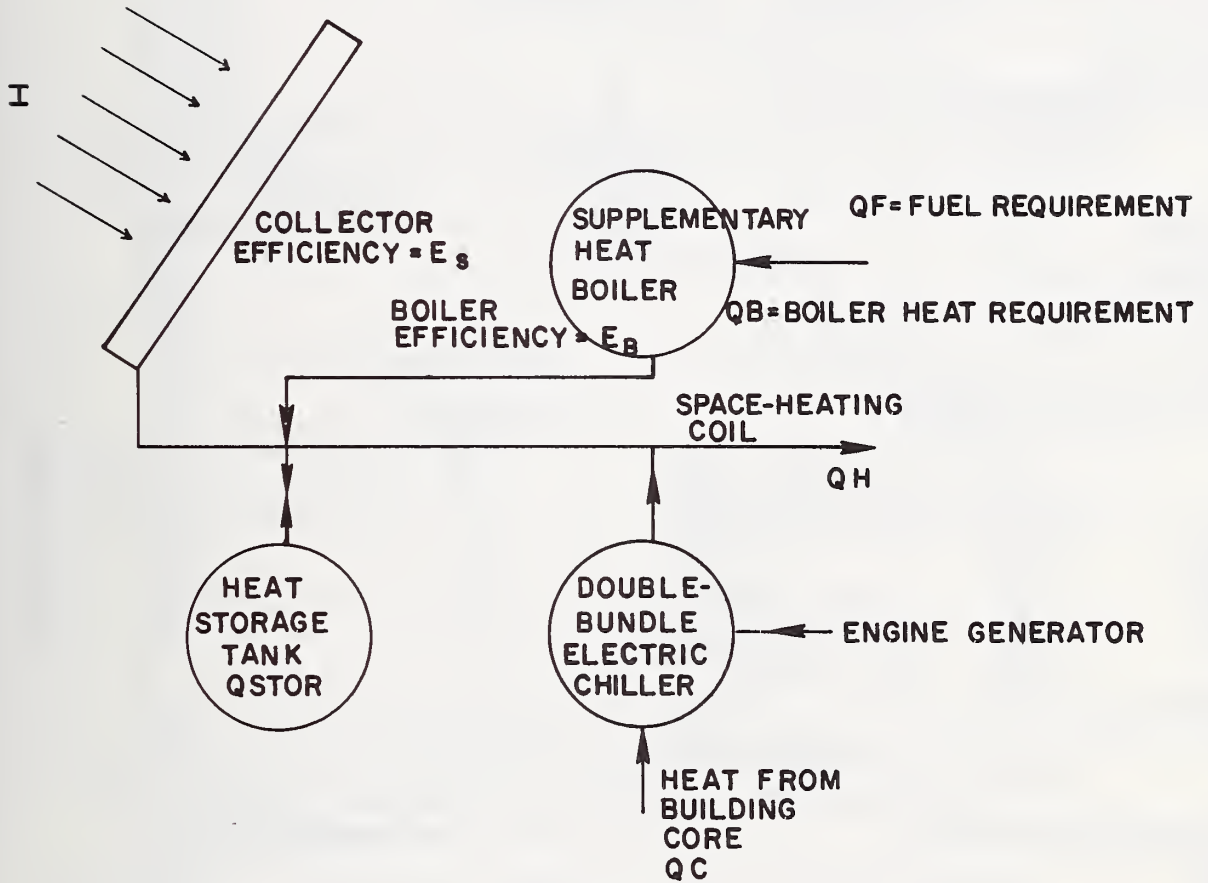 I
COLLECTOR
EFFICIENCY = E_S
SUPPLEMENTARY
HEAT
BOILER
QF= FUEL REQUIREMENT
QB=BOILER HEAT REQUIREMENT
BOILER
EFFICIENCY = E_B
SPACE-HEATING
COIL
QH
HEAT
STORAGE
TANK
QSTOR
DOUBLE-
BUNDLE
ELECTRIC
CHILLER
ENGINE GENERATOR
HEAT FROM
BUILDING
CORE
QC